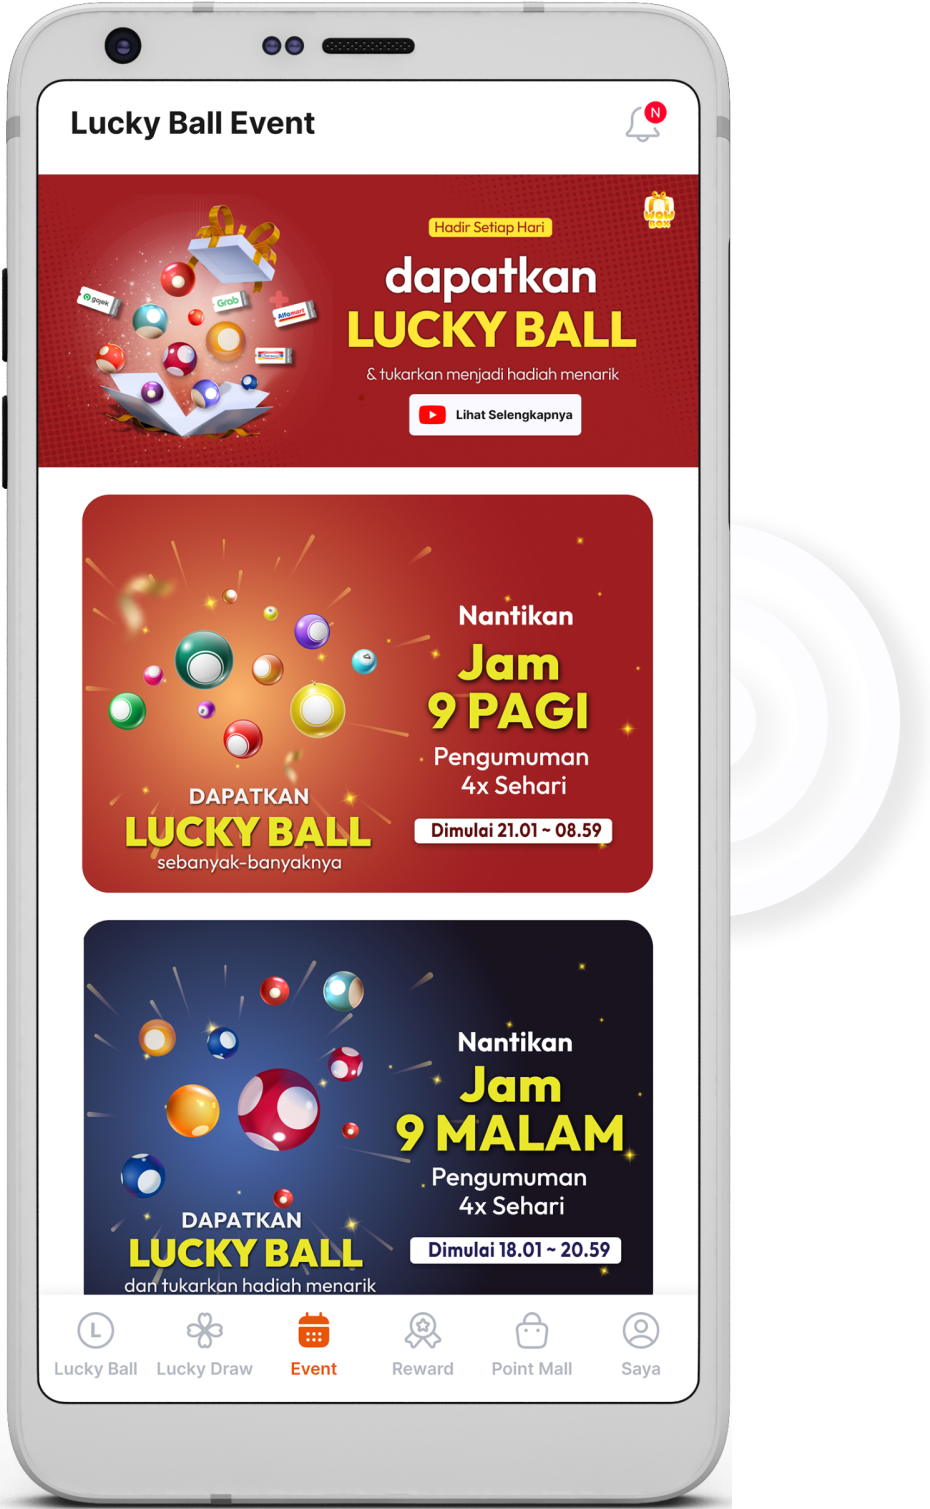 Lucky Ball Event
N
Hadir Setiap Hari
WOW
BOX
dapatkan
LUCKY BALL
& tukarkan menjadi hadiah menarik
Lihat Selengkapnya
gojek
Grab
Alfamart
Nantikan
Jam
9 PAGI
Pengumuman
4x Sehari
Dimulai 21.01 ~ 08.59
DAPATKAN
LUCKY BALL
sebanyak-banyaknya
Nantikan
Jam
9 MALAM
Pengumuman
4x Sehari
Dimulai 18.01 ~ 20.59
DAPATKAN
LUCKY BALL
dan tukarkan hadiah menarik
L
Lucky Ball
Lucky Draw
Event
Reward
Point Mall
Saya